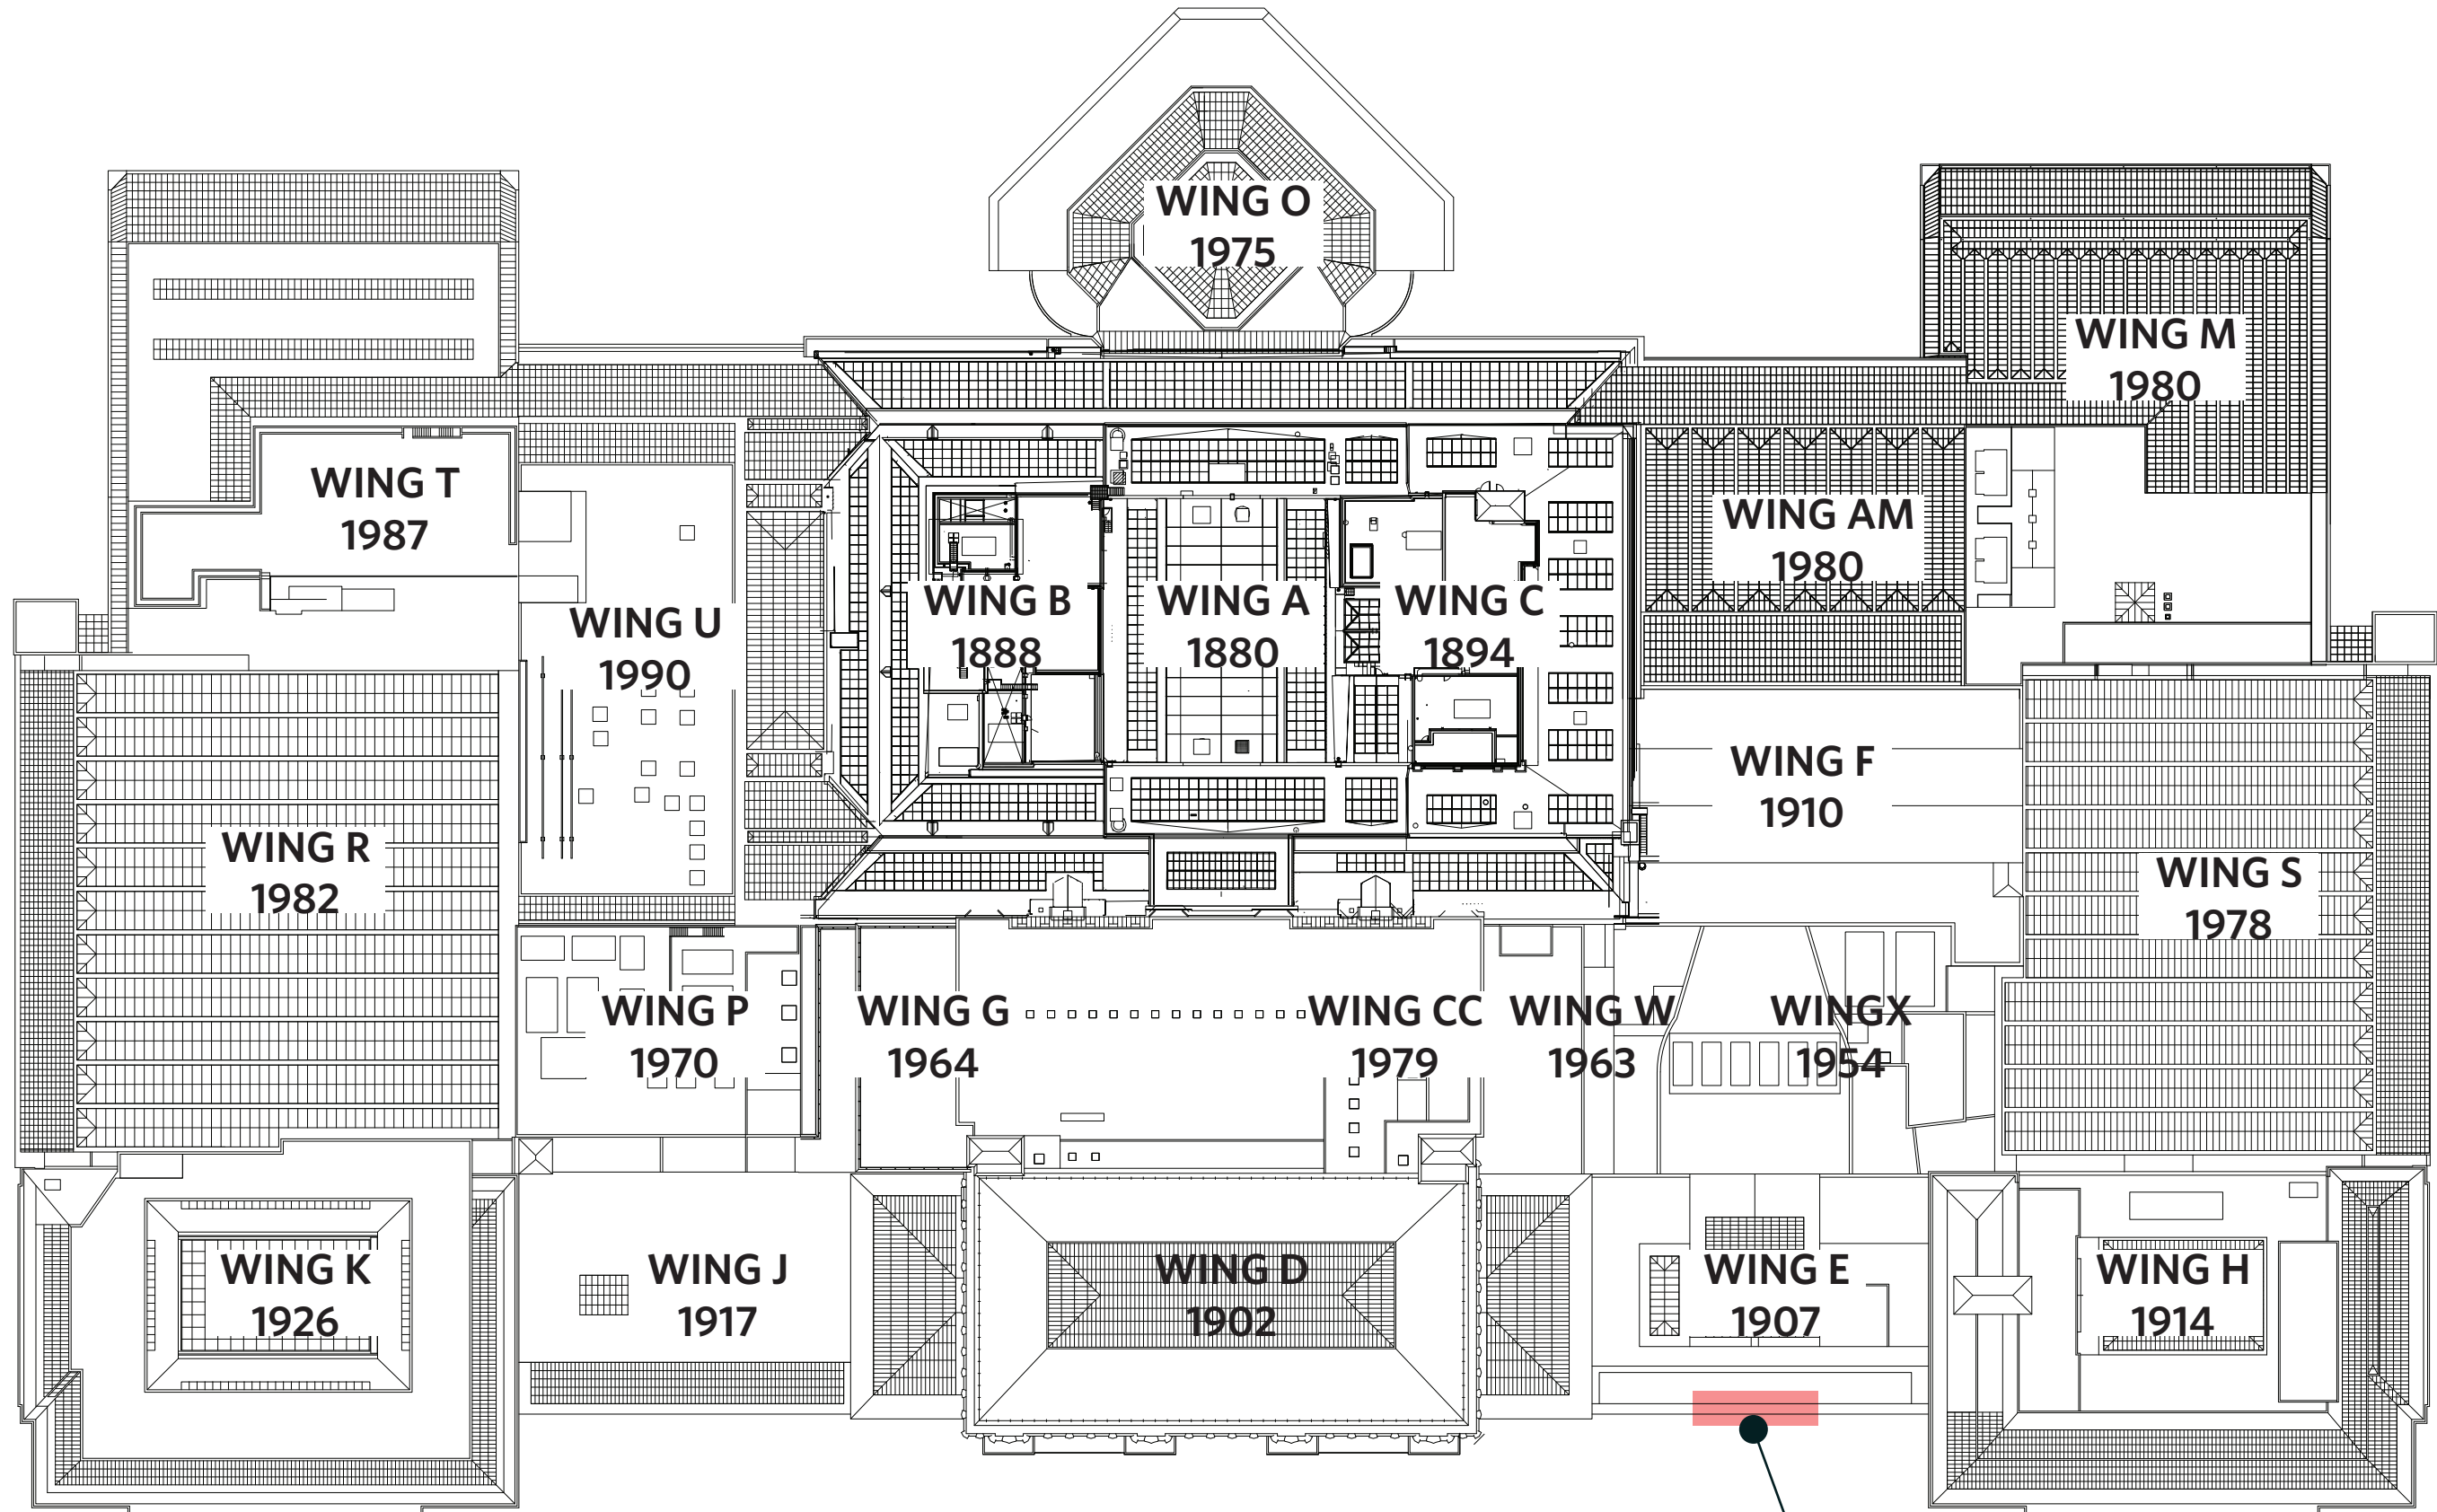 WING O
1975
WING M
1980
WING T
1987
WING AM
1980
WING U
1990
WING B
1888
WING A
1880
WING C
1894
WING F
1910
WING R
1982
WING S
1978
WING P
1970
WING G
1964
WING CC
1979
WING W
1963
WINGX
1954
WING K
1926
WING J
1917
WING D
1902
WING E
1907
WING H
1914